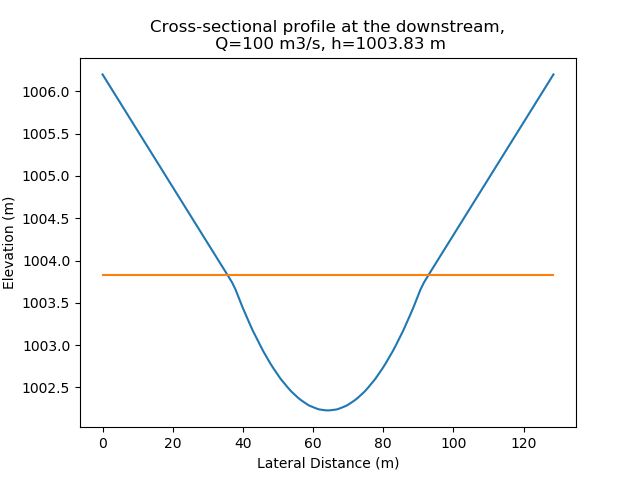 Cross-sectional profile at the downstream,
Q=100 m3/s, h=1003.83 m
1006.0
1005.5
1005.0
1004.5
1004.0
1003.5
1003.0
1002.5
Elevation (m)
0 20 40 60 80 100 120
Lateral Distance (m)